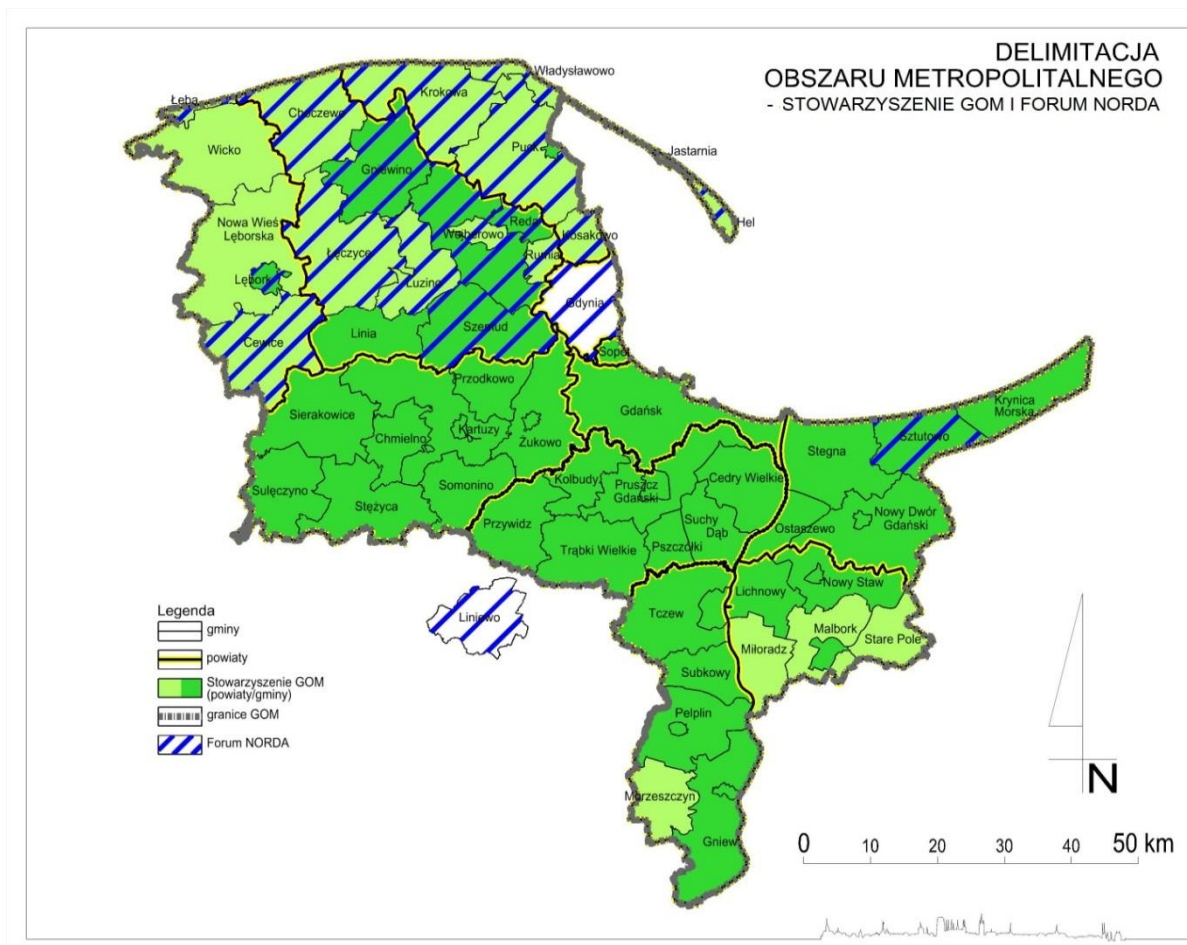 DELIMITACJA
OBSZARU METROPOLITALNEGO
- STOWARZYSZENIE GOM I FORUM NORDA
Władysławowo
Krokowa
Łeba
Choczewo
Wicko
Puck
Jastarnia
Gniewino
Hel
Nowa Wieś
Lęborska
Reda
Wejherowo
Kosakowo
Rumia
Łęczyce
Lębork
Luzino
Gdynia
Linia
Szemud
Cewice
Sopot
Przodkowo
Sierakowice
Gdańsk
Krynica
Morska
Chmielno
Kartuzy
Żukowo
Sztutowo
Stegna
Kolbudy
Cedry Wielkie
Somonino
Pruszcz
Gdański
Sulęczyno
Stężyca
Nowy Dwór
Gdański
Przywidz
Suchy
Dąb
Ostaszewo
Trąbki Wielkie
Pszczółki
Nowy Staw
Lichnowy
Tczew
Liniewo
Malbork
Stare Pole
Miłoradz
Subkowy
Pelplin
Morzeszczyn
Gniew
Legenda
gminy
powiaty
Stowarzyszenie GOM
(powiaty/gminy)
granice GOM
Forum NORDA
N
0 10 20 30 40 50 km